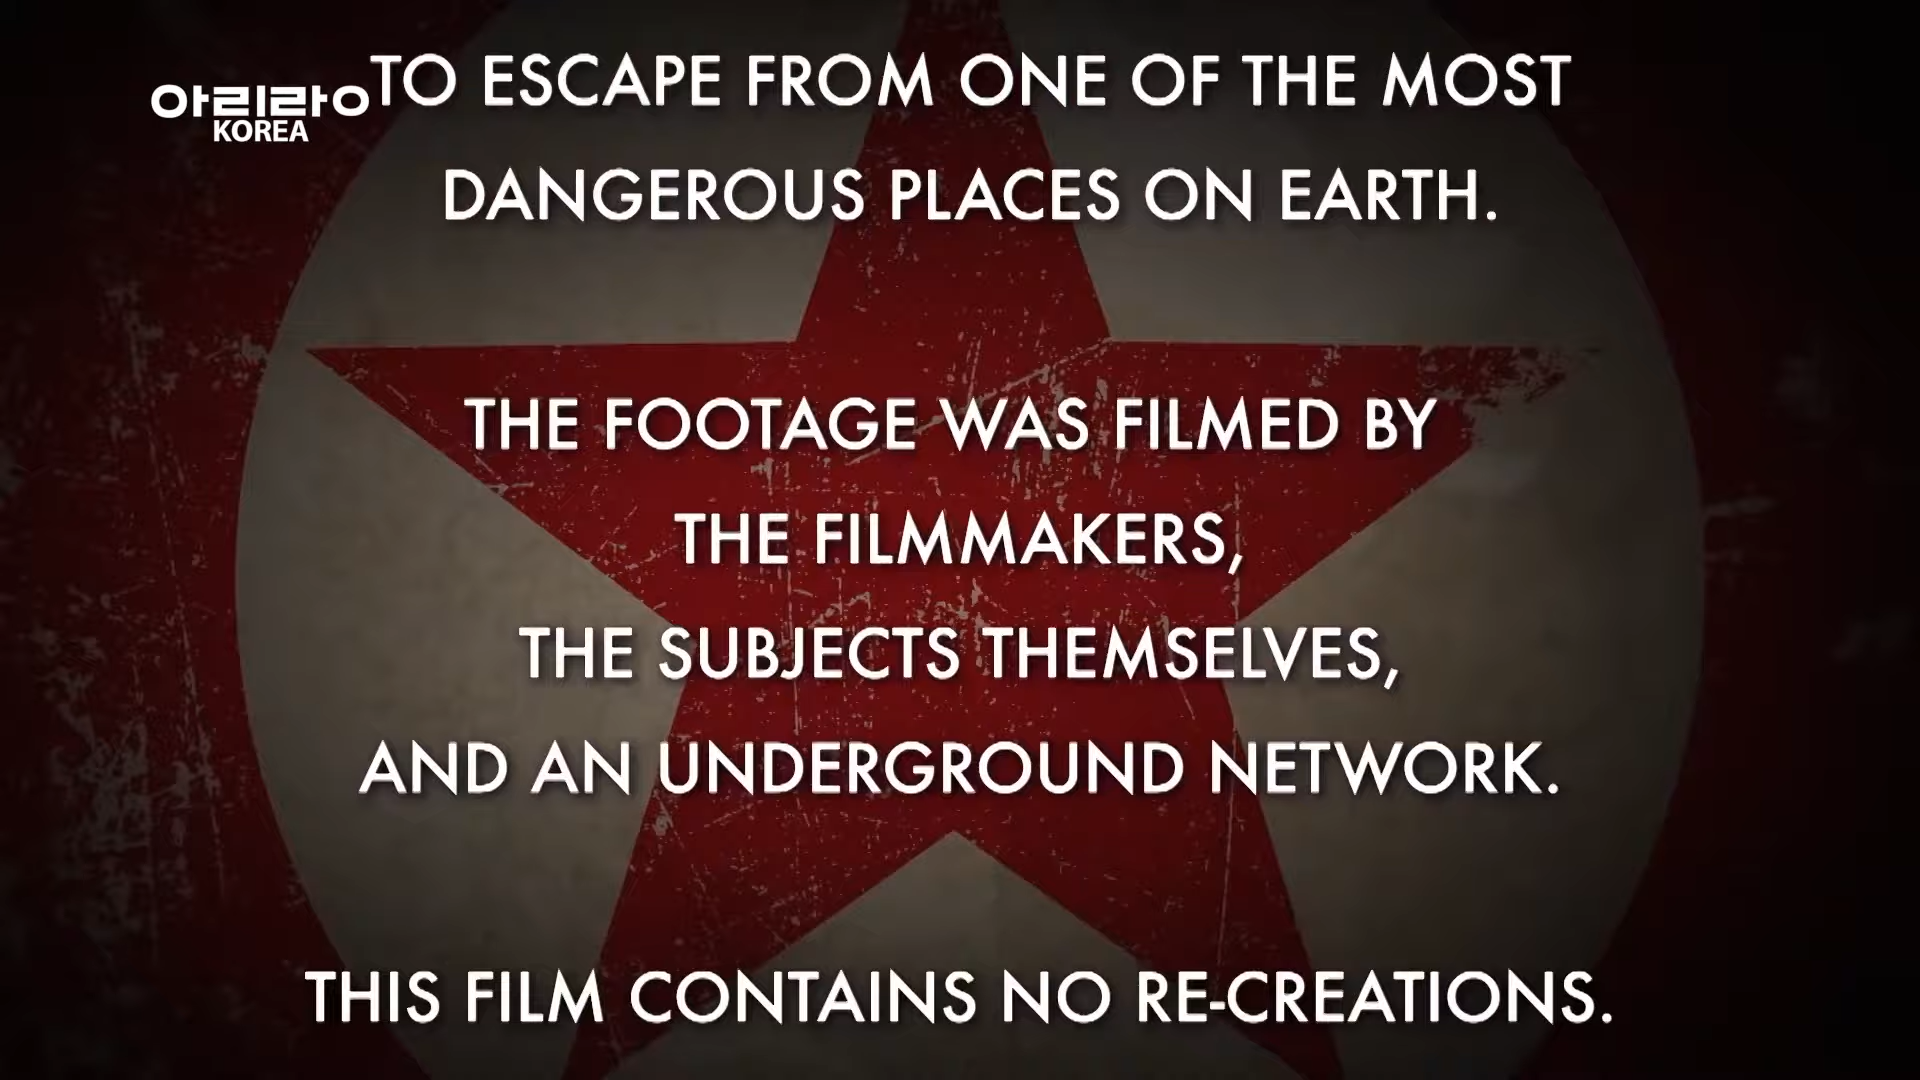 TO ESCAPE FROM ONE OF THE MOST
아리랑
KOREA
DANGEROUS PLACES ON EARTH.
THE FOOTAGE WAS FILMED BY
THE FILMMAKERS,
THE SUBJECTS THEMSELVES,
AND AN UNDERGROUND NETWORK.
THIS FILM CONTAINS NO RE-CREATIONS.